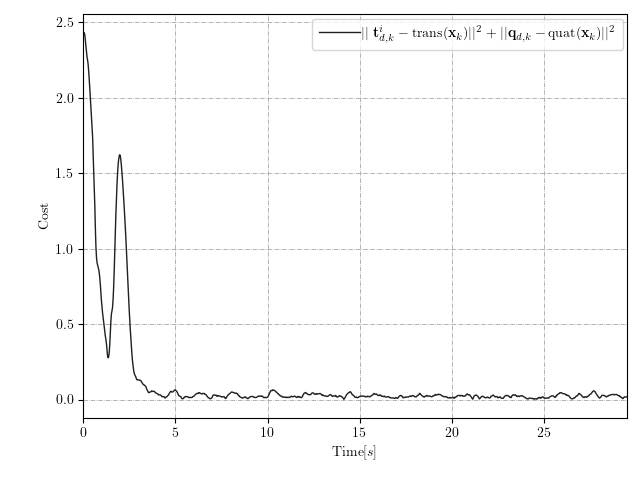 || t^i_{d,k} − trans(x_k)||² + ||q_{d,k} − quat(x_k)||²
2.5
2.0
1.5
1.0
0.5
0.0
Cost
0 5 10 15 20 25
Time[s]